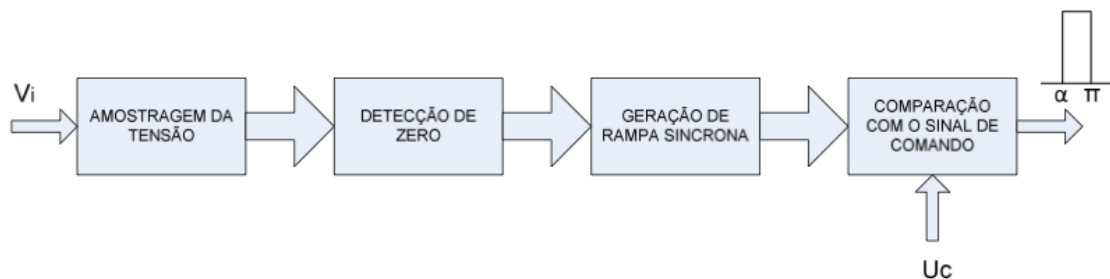 Vi
AMOSTRAGEM DA
TENSÃO
DETECÇÃO DE
ZERO
GERAÇÃO DE
RAMPA SINCRONA
COMPARAÇÃO
COM O SINAL DE
COMANDO
α π
Uc